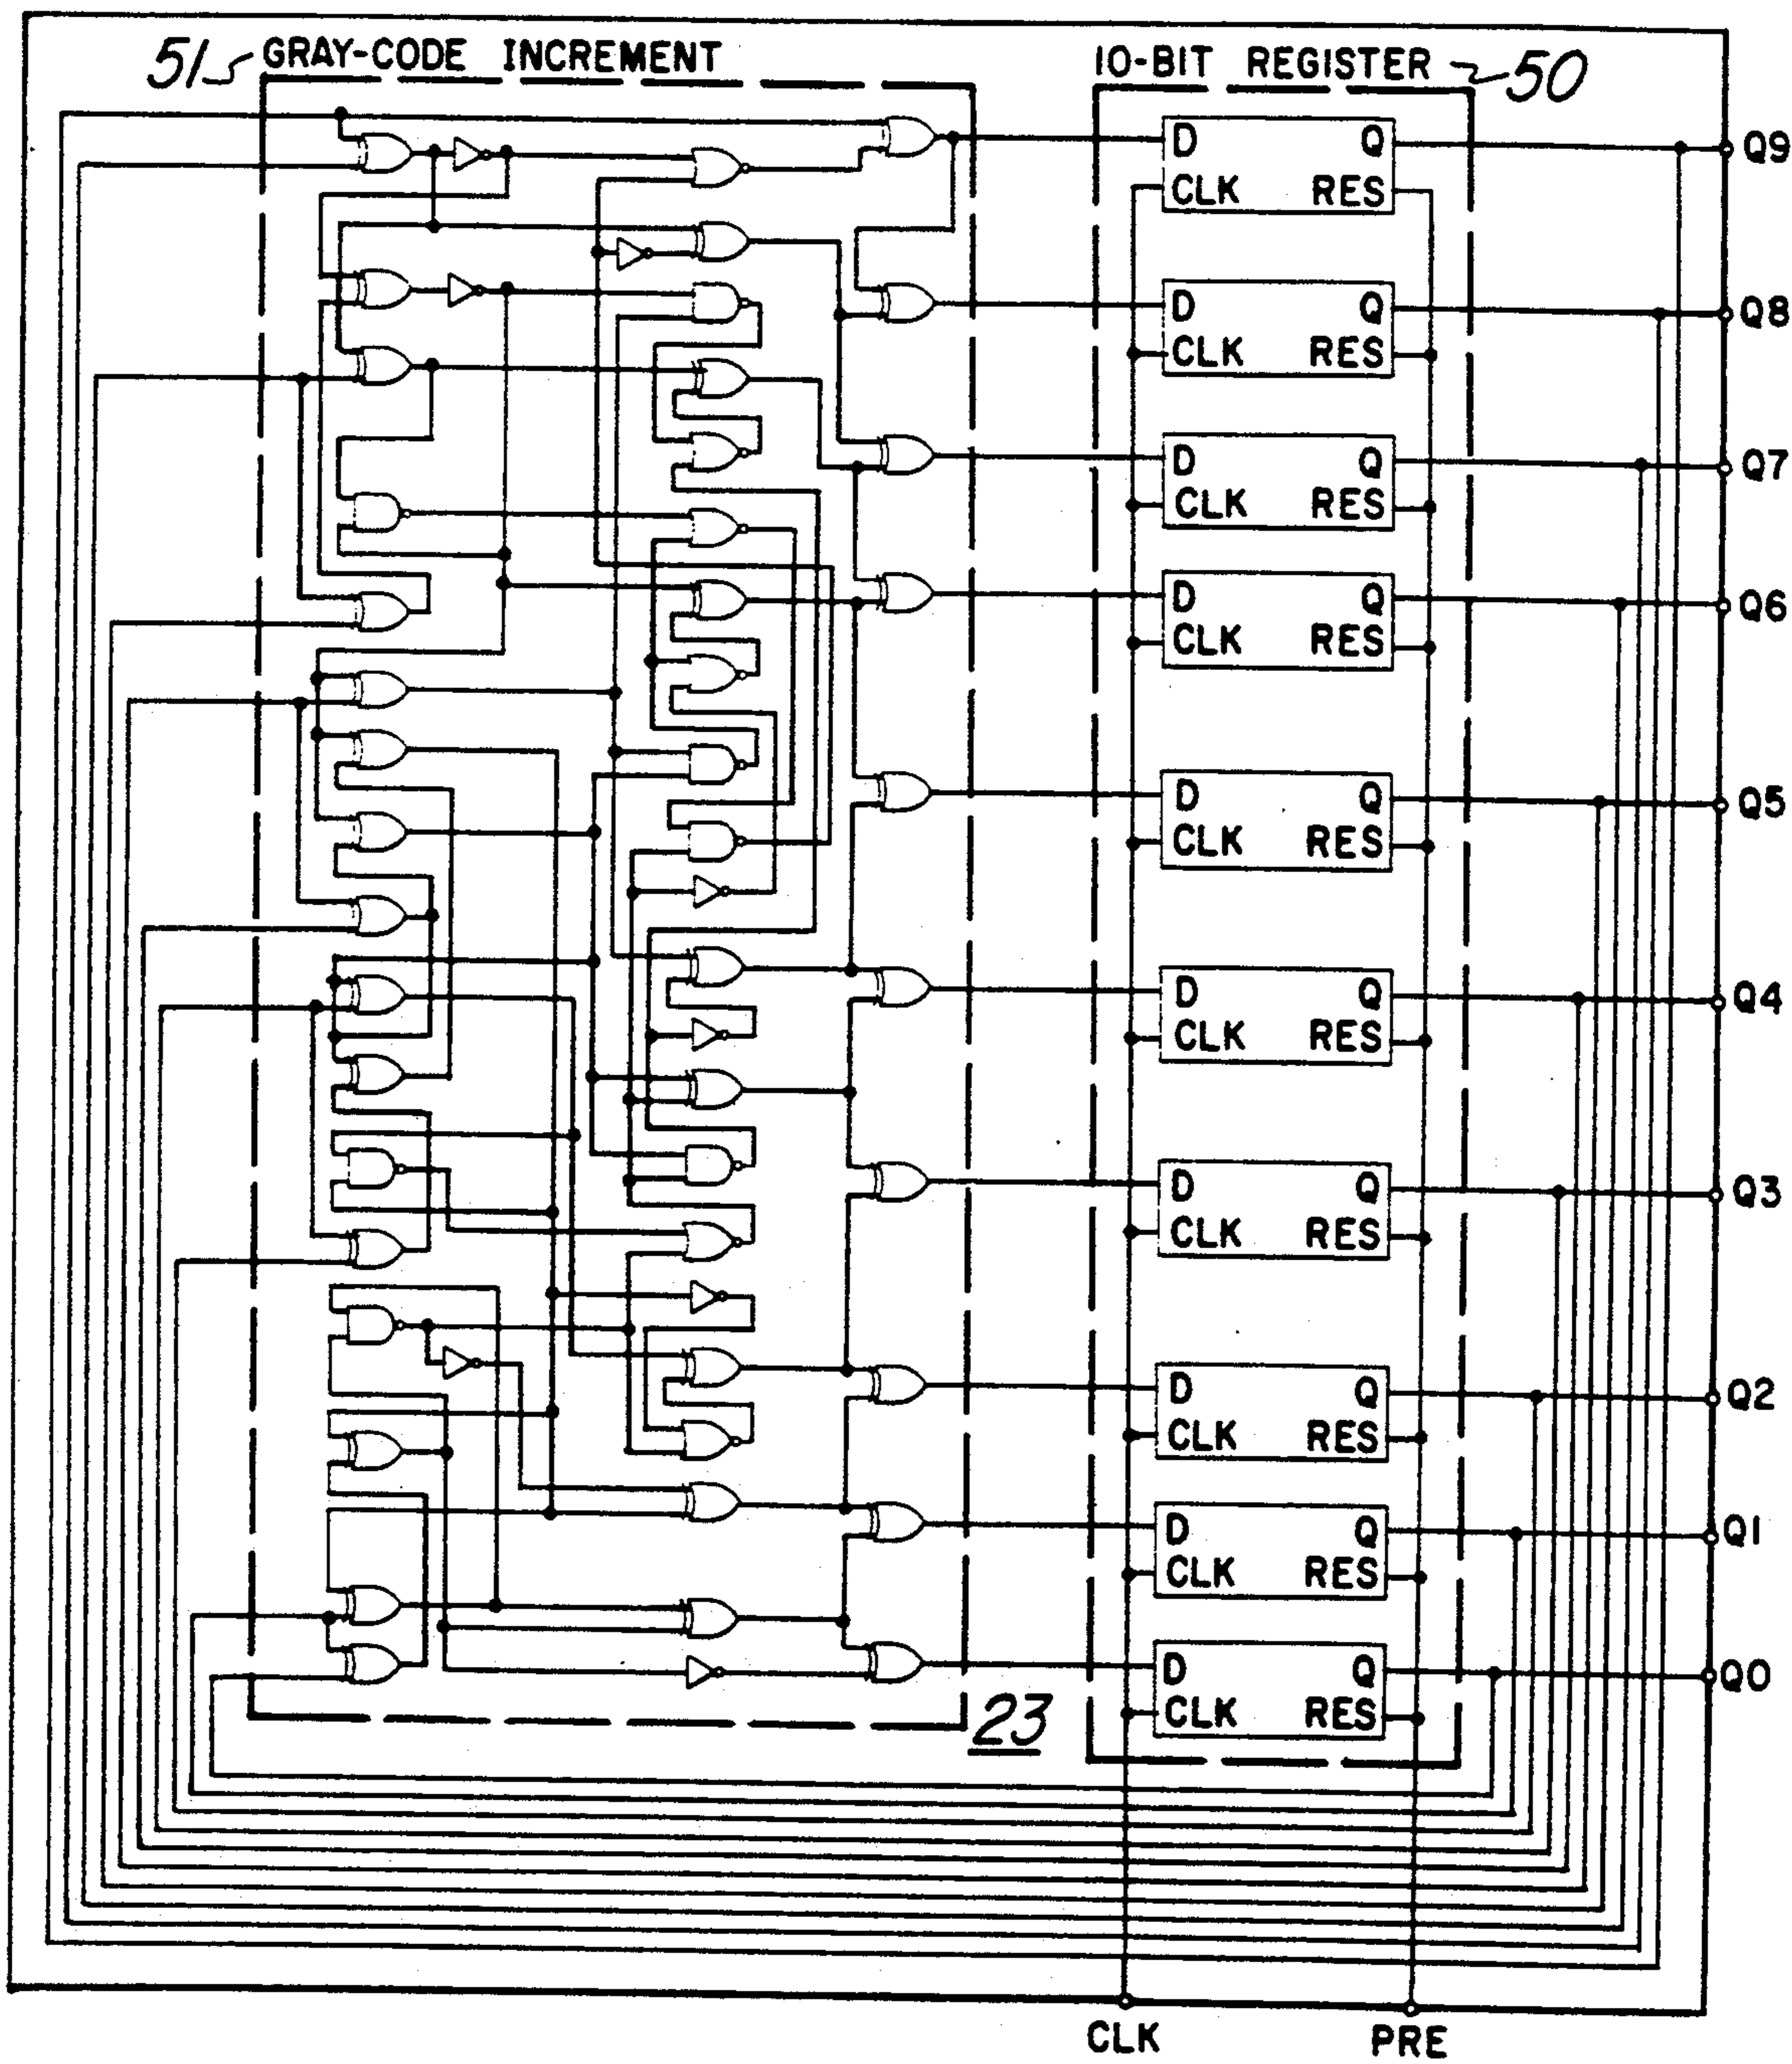 51 GRAY-CODE INCREMENT
10-BIT REGISTER 50
D Q Q9
CLK RES
D Q Q8
CLK RES
D Q Q7
CLK RES
D Q Q6
CLK RES
D Q Q5
CLK RES
D Q Q4
CLK RES
D Q Q3
CLK RES
D Q Q2
CLK RES
D Q Q1
CLK RES
D Q Q0
CLK RES
23
CLK PRE